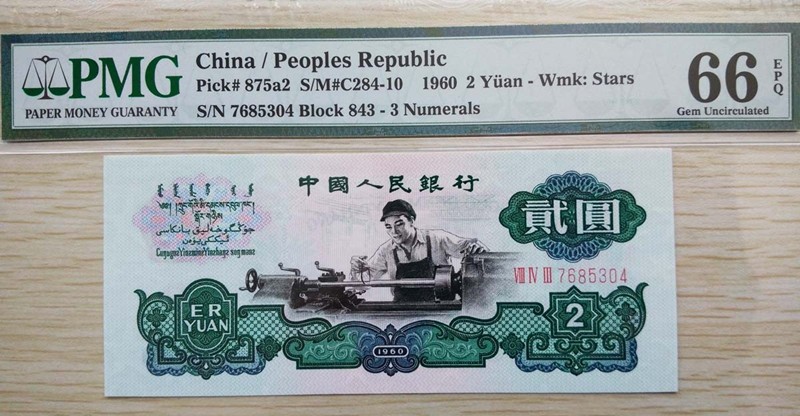 PMG
PAPER MONEY GUARANTY
China / Peoples Republic
Pick# 875a2 S/M#C284-10 1960 2 Yüan - Wmk: Stars
S/N 7685304 Block 843 - 3 Numerals
66 EPQ
Gem Uncirculated
中國人民銀行
貳圓
VIII IV III 7685304
ER
YUAN
1960
2